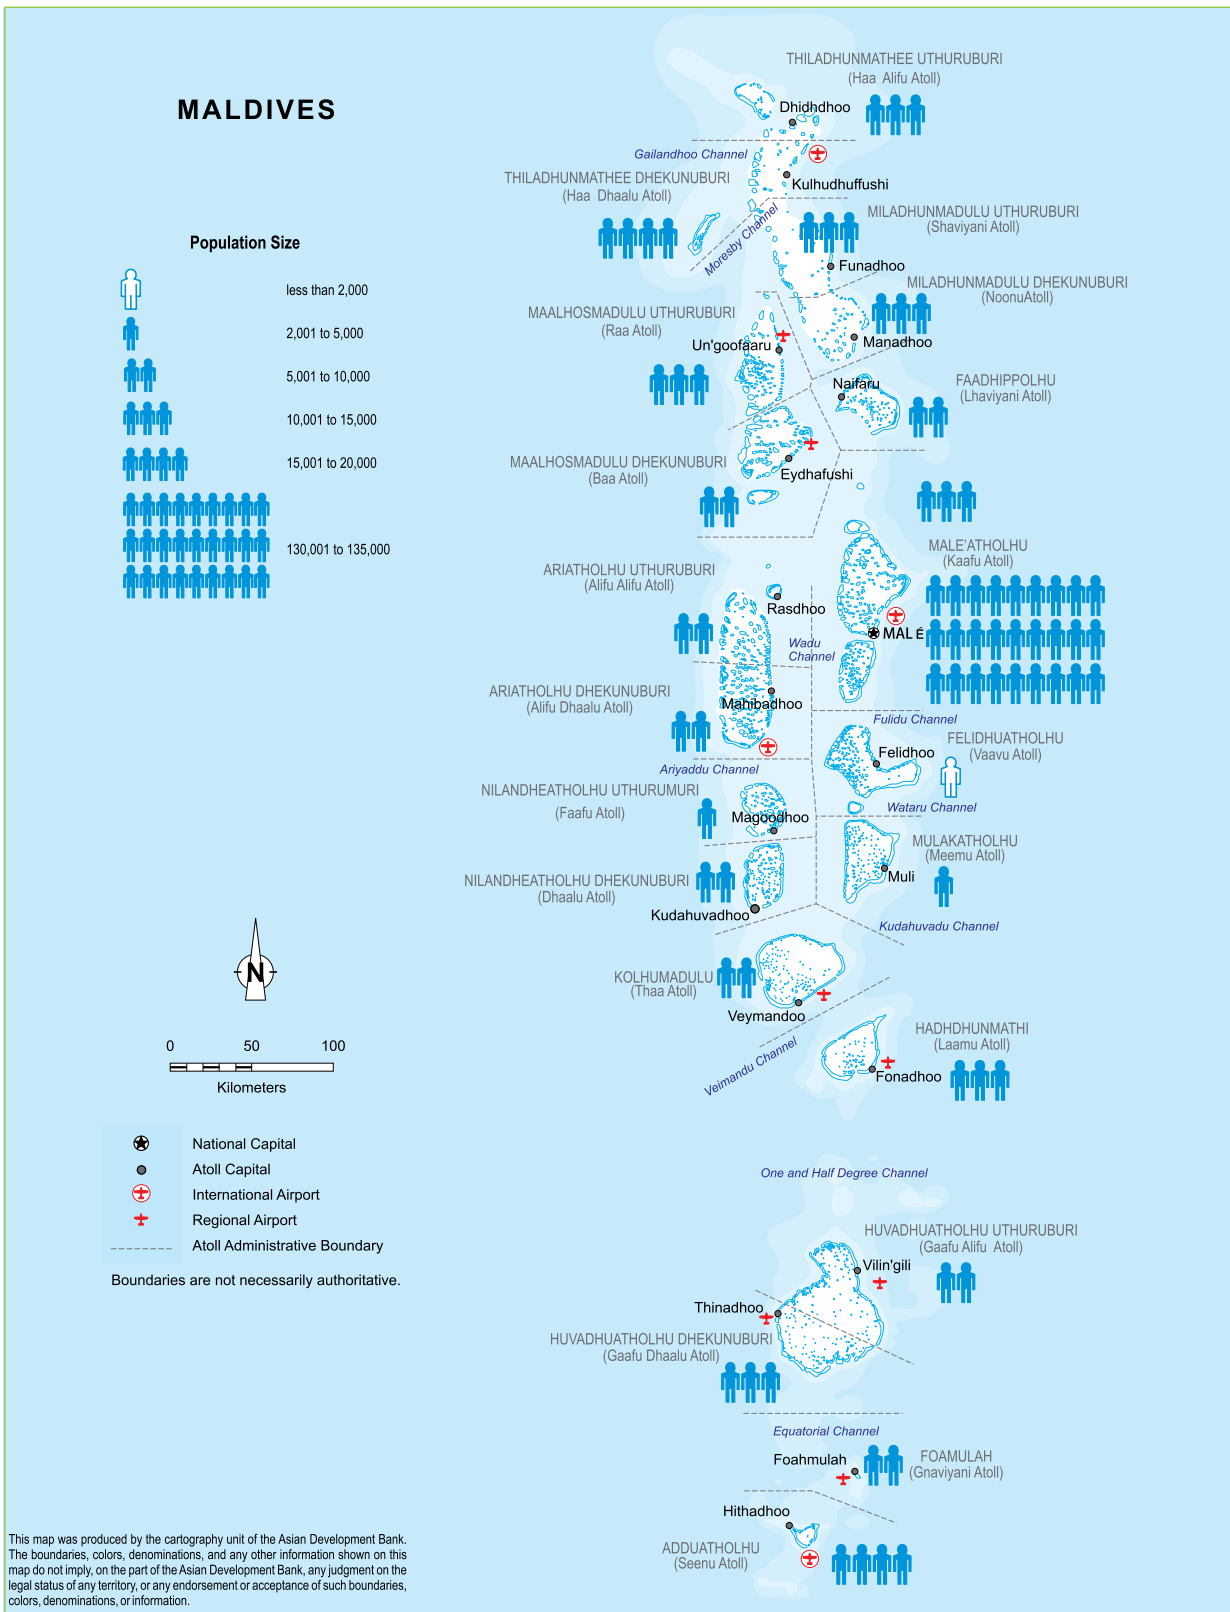 MALDIVES
Population Size
less than 2,000
2,001 to 5,000
5,001 to 10,000
10,001 to 15,000
15,001 to 20,000
130,001 to 135,000
THILADHUNMATHEE UTHURUBURI
(Haa Alifu Atoll)
Dhidhdhoo
Gailandhoo Channel
THILADHUNMATHEE DHEKUNUBURI
(Haa Dhaalu Atoll)
Kulhudhuffushi
Moresby Channel
MILADHUNMADULU UTHURUBURI
(Shaviyani Atoll)
Funadhoo
MILADHUNMADULU DHEKUNUBURI
(NoonuAtoll)
Manadhoo
MAALHOSMADULU UTHURUBURI
(Raa Atoll)
Un'goofaaru
Naifaru
FAADHIPPOLHU
(Lhaviyani Atoll)
MAALHOSMADULU DHEKUNUBURI
(Baa Atoll)
Eydhafushi
MALE'ATHOLHU
(Kaafu Atoll)
ARIATHOLHU UTHURUBURI
(Alifu Alifu Atoll)
Rasdhoo
Wadu
Channel
MALÉ
ARIATHOLHU DHEKUNUBURI
(Alifu Dhaalu Atoll)
Mahibadhoo
Fulidu Channel
FELIDHUATHOLHU
(Vaavu Atoll)
Felidhoo
Ariyaddu Channel
NILANDHEATHOLHU UTHURUMURI
(Faafu Atoll)
Magoodhoo
Wataru Channel
MULAKATHOLHU
(Meemu Atoll)
Muli
NILANDHEATHOLHU DHEKUNUBURI
(Dhaalu Atoll)
Kudahuvadhoo
Kudahuvadu Channel
KOLHUMADULU
(Thaa Atoll)
Veymandoo
Veimandu Channel
HADHDHUNMATHI
(Laamu Atoll)
Fonadhoo
One and Half Degree Channel
HUVADHUATHOLHU UTHURUBURI
(Gaafu Alifu Atoll)
Vilin'gili
Thinadhoo
HUVADHUATHOLHU DHEKUNUBURI
(Gaafu Dhaalu Atoll)
Equatorial Channel
Foahmulah
FOAMULAH
(Gnaviyani Atoll)
Hithadhoo
ADDUATHOLHU
(Seenu Atoll)
N
0 50 100
Kilometers
National Capital
Atoll Capital
International Airport
Regional Airport
Atoll Administrative Boundary
Boundaries are not necessarily authoritative.
This map was produced by the cartography unit of the Asian Development Bank.
The boundaries, colors, denominations, and any other information shown on this
map do not imply, on the part of the Asian Development Bank, any judgment on the
legal status of any territory, or any endorsement or acceptance of such boundaries,
colors, denominations, or information.